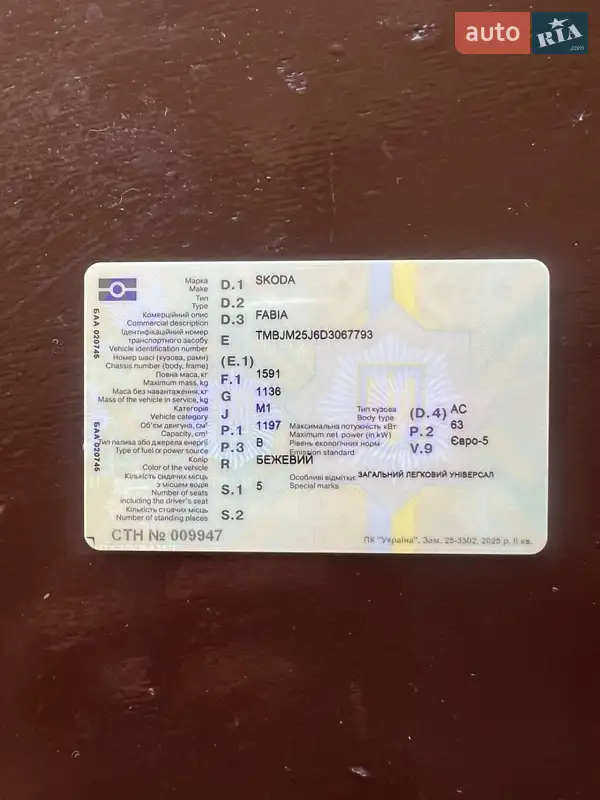 auto RIA .com
Марка D.1 SKODA
Make
Тип D.2
Type
Комерційний опис D.3 FABIA
Commercial description
Ідентифікаційний номер
транспортного засобу E TMBJM25J6D3067793
Vehicle identification number
Номер шасі (кузова, рами) (E.1)
Chassis number (body, frame)
Повна маса, кг F.1 1591
Maximum mass, kg
Маса без навантаження, кг G 1136
Mass of the vehicle in service, kg
Категорія J M1 Тип кузова (D.4) AC
Vehicle category Body type
Об'єм двигуна, см³ P.1 1197 Максимальна потужність кВт P.2 63
Capacity, cm³ Maximum net power (in kW)
Тип палива або джерела енергії P.3 B Рівень екологічних норм V.9 Євро-5
Type of fuel or power source Emission standard
Колір R БЕЖЕВИЙ
Color of the vehicle
Кількість сидячих місць
з місцем водія S.1 5 Особливі відмітки ЗАГАЛЬНИЙ ЛЕГКОВИЙ УНІВЕРСАЛ
Number of seats Special marks
including the driver's seat
Кількість стоячих місць S.2
Number of standing places
СТН № 009947
ПК "Україна". Зам. 25-3302, 2025 р. II кв.
БАА 020746
БАА 020746